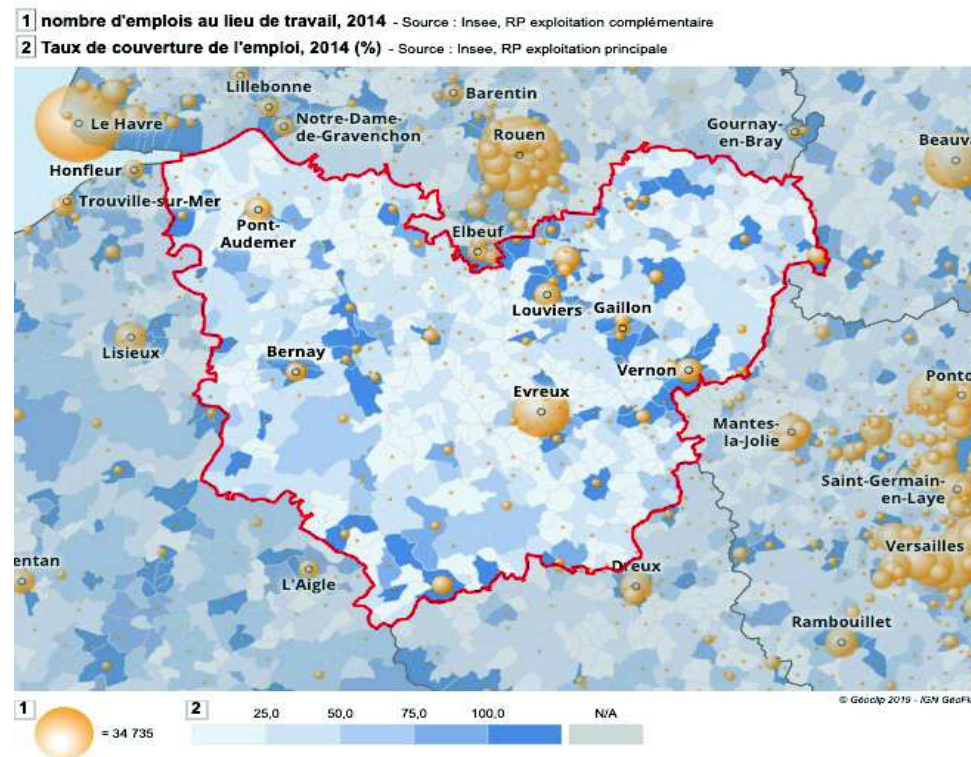 1 nombre d'emplois au lieu de travail, 2014 - Source : Insee, RP exploitation complémentaire
2 Taux de couverture de l'emploi, 2014 (%) - Source : Insee, RP exploitation principale
Lillebonne
Barentin
Le Havre
Notre-Dame-
de-Gravenchon
Rouen
Gournay-
en-Bray
Beauva
Honfleur
Trouville-sur-Mer
Pont-
Audemer
Elbeuf
Louviers
Gaillon
Lisieux
Bernay
Vernon
Evreux
Ponto
Mantes-
la-Jolie
Saint-Germain-
en-Laye
Versailles
entan
L'Aigle
Dreux
Rambouillet
© Géoclip 2019 - IGN GéoFl
1
= 34 735
2
25,0 50,0 75,0 100,0 N/A